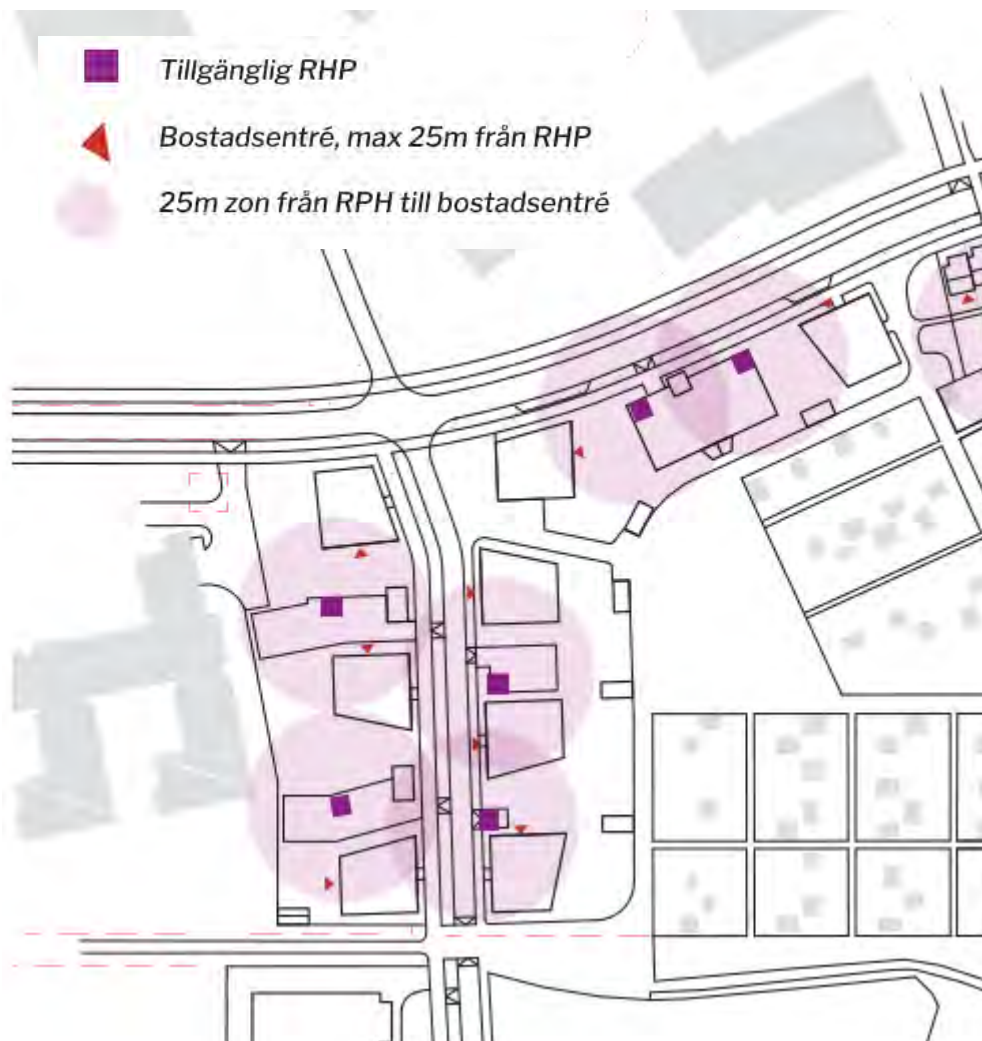 Tillgänglig RHP
Bostadsentré, max 25m från RHP
25m zon från RPH till bostadsentré